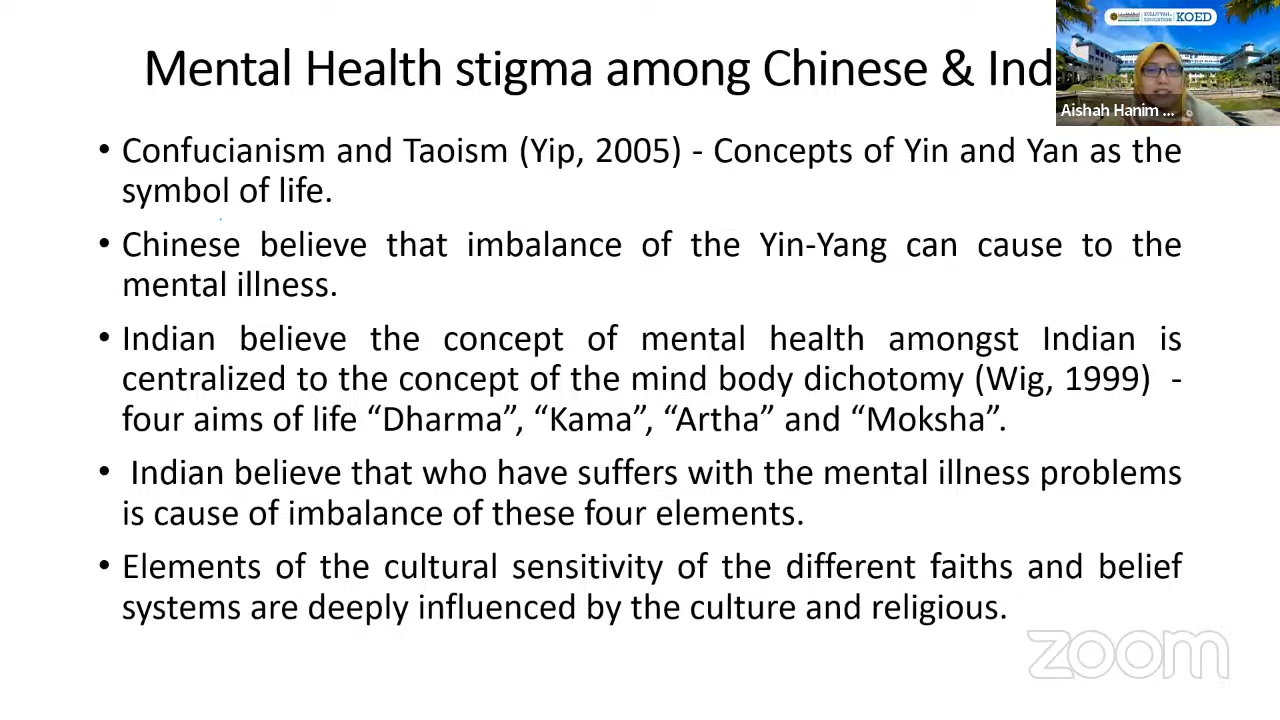 Mental Health stigma among Chinese & Ind
KOED
Aishah Hanim ...
• Confucianism and Taoism (Yip, 2005) - Concepts of Yin and Yan as the
symbol of life.
• Chinese believe that imbalance of the Yin-Yang can cause to the
mental illness.
• Indian believe the concept of mental health amongst Indian is
centralized to the concept of the mind body dichotomy (Wig, 1999) -
four aims of life “Dharma”, “Kama”, “Artha” and “Moksha”.
• Indian believe that who have suffers with the mental illness problems
is cause of imbalance of these four elements.
• Elements of the cultural sensitivity of the different faiths and belief
systems are deeply influenced by the culture and religious.
zoom